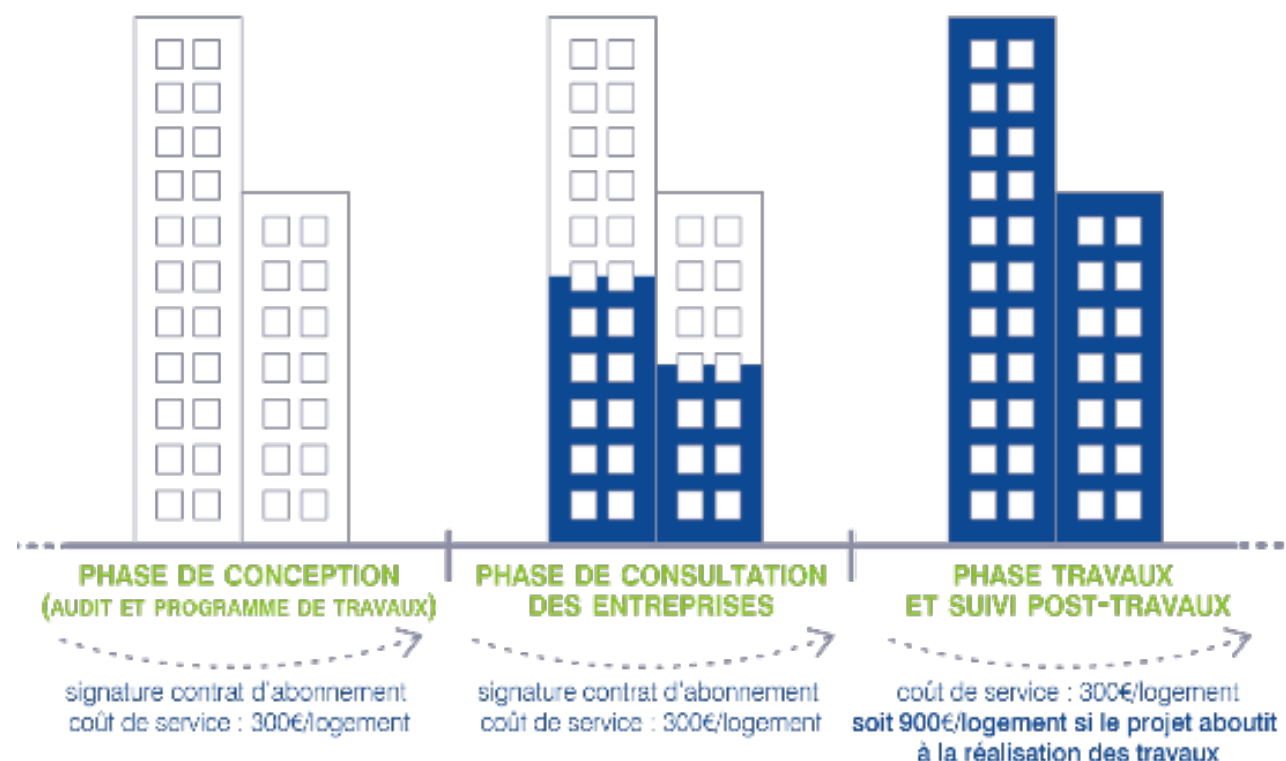 PHASE DE CONCEPTION
(AUDIT ET PROGRAMME DE TRAVAUX)
signature contrat d'abonnement
coût de service : 300€/logement
PHASE DE CONSULTATION
DES ENTREPRISES
signature contrat d'abonnement
coût de service : 300€/logement
PHASE TRAVAUX
ET SUIVI POST-TRAVAUX
coût de service : 300€/logement
soit 900€/logement si le projet aboutit
à la réalisation des travaux